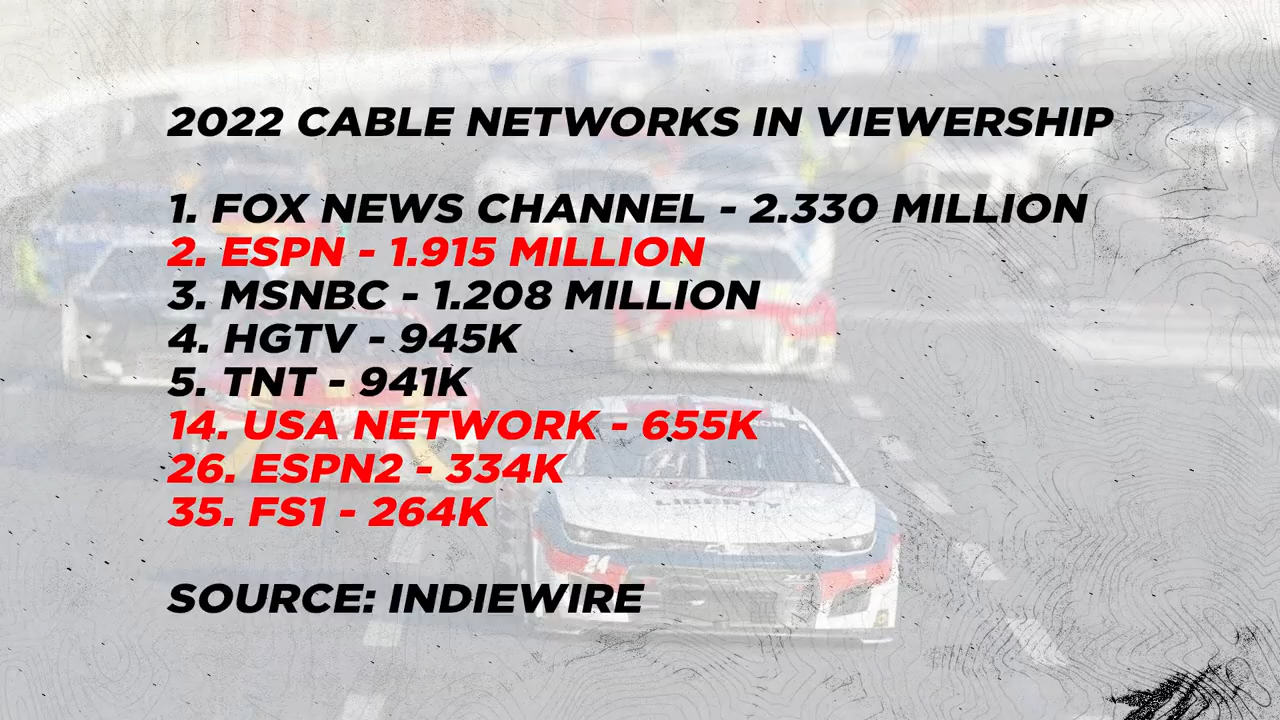 2022 CABLE NETWORKS IN VIEWERSHIP
1. FOX NEWS CHANNEL - 2.330 MILLION
2. ESPN - 1.915 MILLION
3. MSNBC - 1.208 MILLION
4. HGTV - 945K
5. TNT - 941K
14. USA NETWORK - 655K
26. ESPN2 - 334K
35. FS1 - 264K
SOURCE: INDIEWIRE
LIBERTY
24